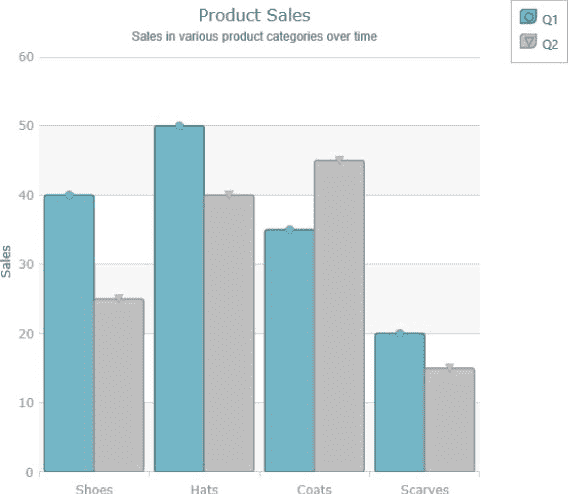 Product Sales
Sales in various product categories over time
Q1
Q2
60
50
40
30
20
10
0
Sales
Shoes
Hats
Coats
Scarves